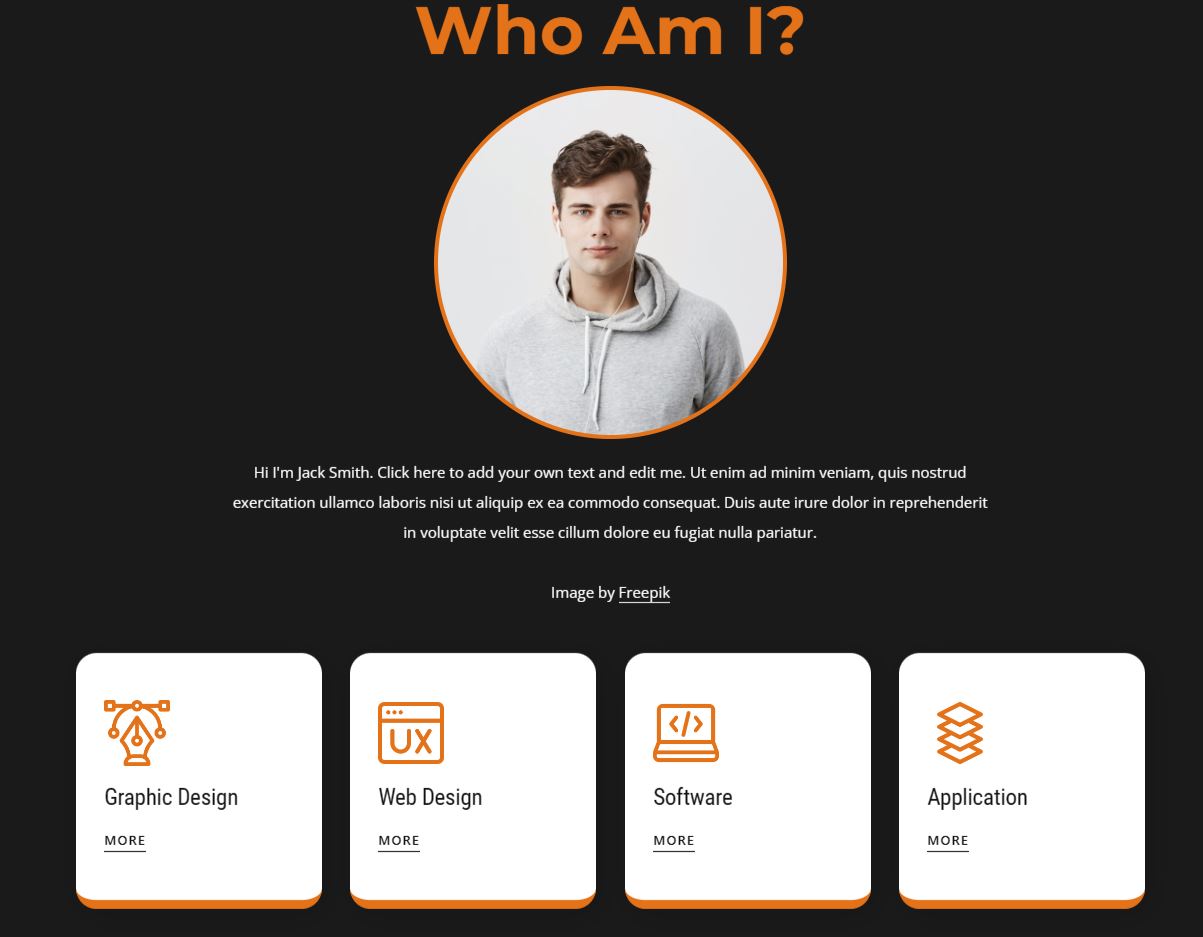 Who Am I?
Hi I'm Jack Smith. Click here to add your own text and edit me. Ut enim ad minim veniam, quis nostrud
exercitation ullamco laboris nisi ut aliquip ex ea commodo consequat. Duis aute irure dolor in reprehenderit
in voluptate velit esse cillum dolore eu fugiat nulla pariatur.
Image by Freepik
UX
Graphic Design
MORE
Web Design
MORE
Software
MORE
Application
MORE